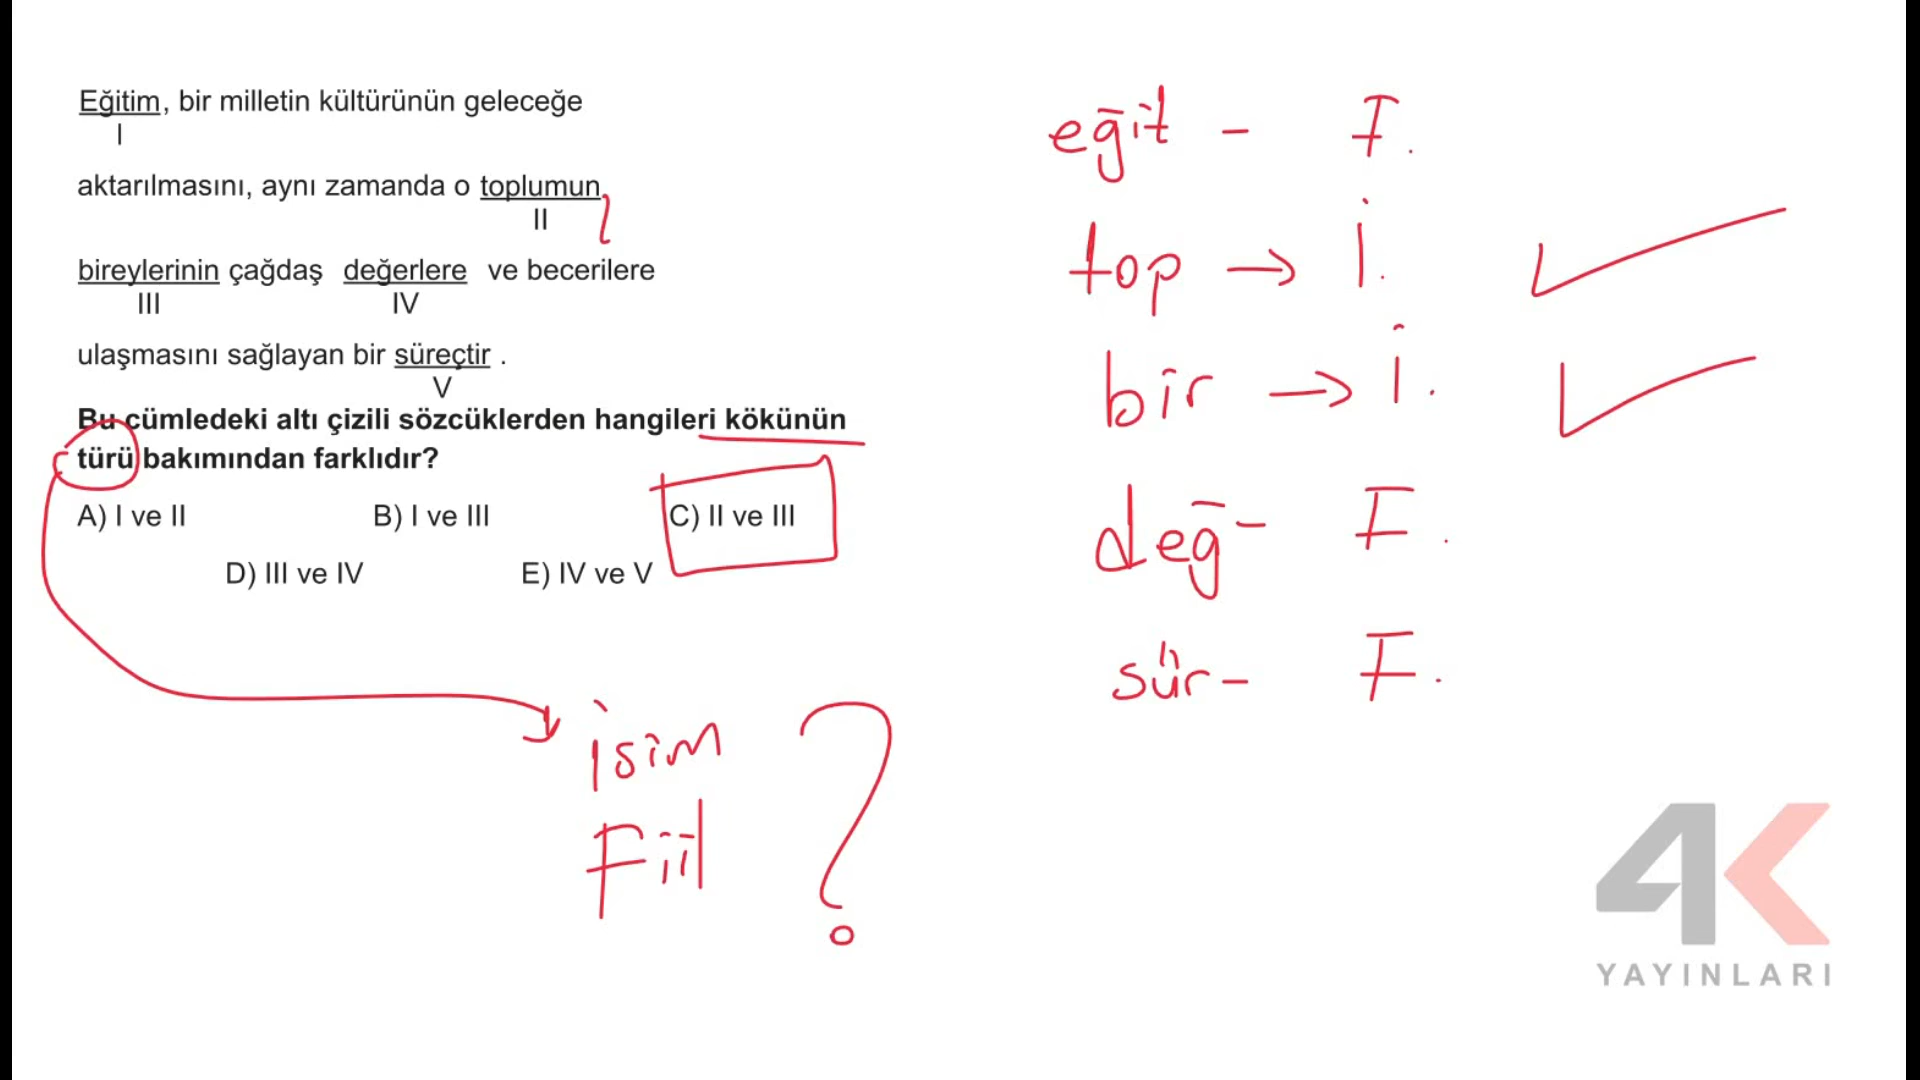 Eğitim, bir milletin kültürünün geleceğe
I
aktarılmasını, aynı zamanda o toplumun
II
bireylerinin çağdaş değerlere ve becerilere
III IV
ulaşmasını sağlayan bir süreçtir .
V
Bu cümledeki altı çizili sözcüklerden hangileri kökünün
türü bakımından farklıdır?
A) I ve II B) I ve III C) II ve III
D) III ve IV E) IV ve V
isim
Fiil ?
eğit - F.
top → İ.
bir → İ.
değ - F.
sür - F.
4K
YAYINLARI